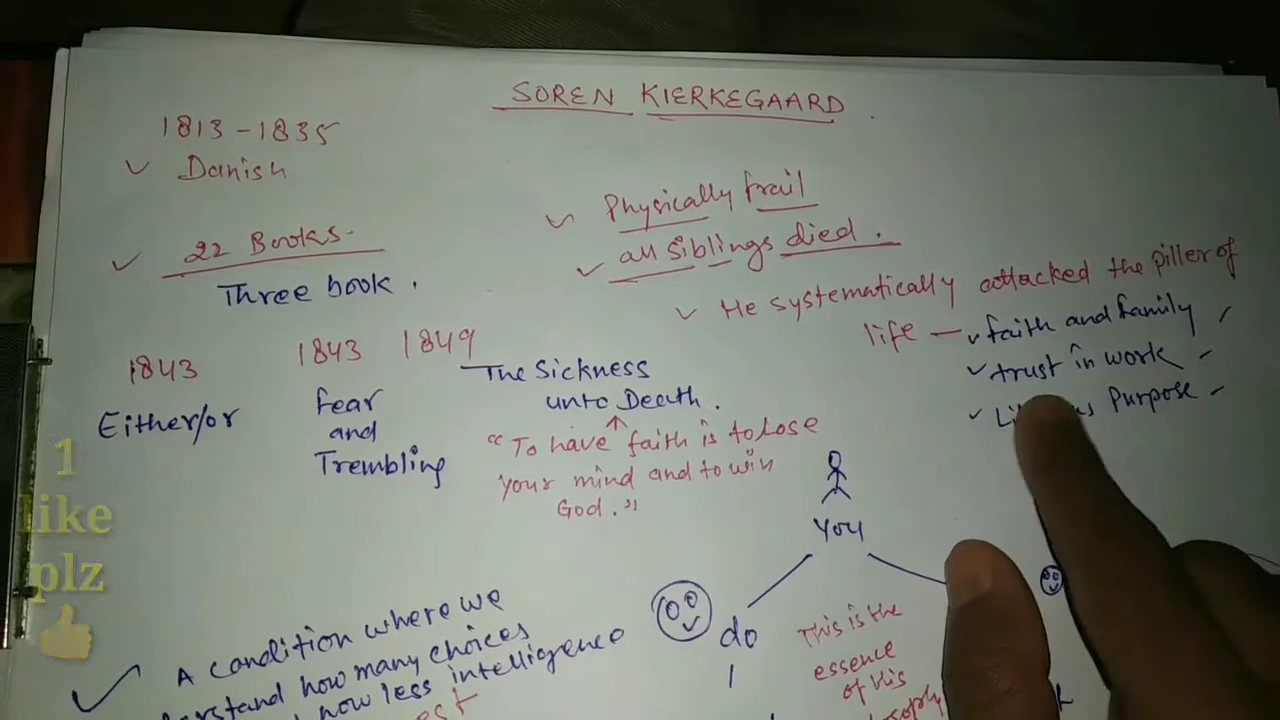 SOREN KIERKEGAARD
1813-1835
Danish
22 Books.
Three book.
Physically frail
all siblings died.
He systematically attacked the piller of
life — faith and family
trust in work
Purpose
1843
Either/or
1843
Fear
and
Trembling
1849
The Sickness
unto Death.
"To have faith is to lose
your mind and to win
God."
You
do
This is the
essence
of His
A condition where we
how many choices
how less intelligence
1
like
plz